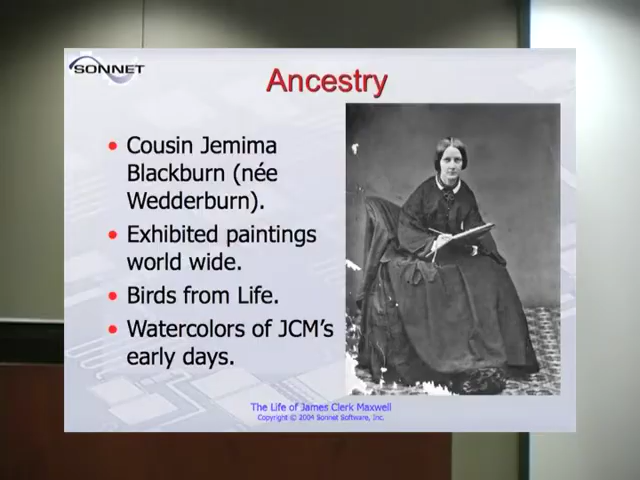 SONNET
Ancestry
• Cousin Jemima
Blackburn (née
Wedderburn).
• Exhibited paintings
world wide.
• Birds from Life.
• Watercolors of JCM's
early days.
The Life of James Clerk Maxwell
Copyright © 2004 Sonnet Software, Inc.